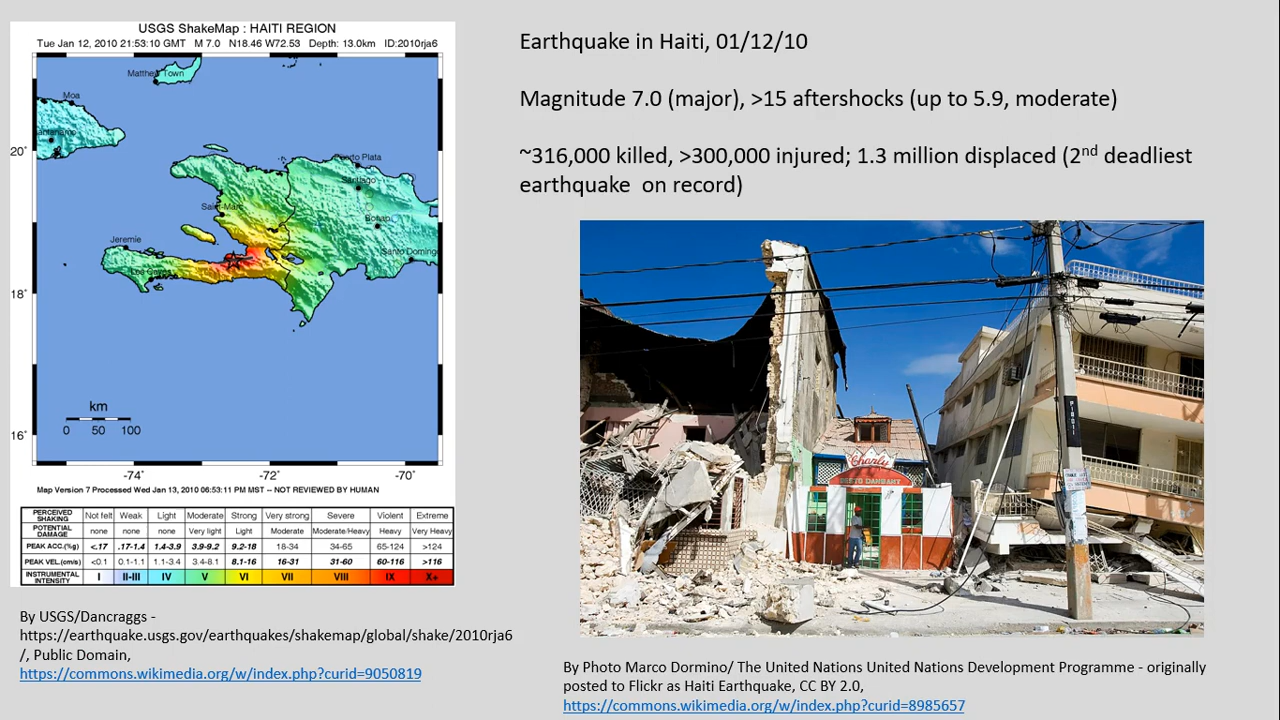 USGS ShakeMap : HAITI REGION
Tue Jan 12, 2010 21:53:10 GMT M 7.0 N18.46 W72.53 Depth: 13.0km ID:2010rja6
Matthew Town
Moa
Puerto Plata
Santiago
Saint-Marc
Bonao
Santo Domingo
Jeremie
Les Cayes
20°
18°
16°
km
0 50 100
-74° -72° -70°
Map Version 7 Processed Wed Jan 13, 2010 06:53:11 PM MST -- NOT REVIEWED BY HUMAN
PERCEIVED SHAKING Not felt Weak Light Moderate Strong Very strong Severe Violent Extreme
POTENTIAL DAMAGE none none none Very light Light Moderate Moderate/Heavy Heavy Very Heavy
PEAK ACC.(%g) <.17 .17-1.4 1.4-3.9 3.9-9.2 9.2-18 18-34 34-65 65-124 >124
PEAK VEL.(cm/s) <0.1 0.1-1.1 1.1-3.4 3.4-8.1 8.1-16 16-31 31-60 60-116 >116
INSTRUMENTAL INTENSITY I II-III IV V VI VII VIII IX X+
By USGS/Dancraggs -
https://earthquake.usgs.gov/earthquakes/shakemap/global/shake/2010rja6
/, Public Domain,
https://commons.wikimedia.org/w/index.php?curid=9050819
Earthquake in Haiti, 01/12/10
Magnitude 7.0 (major), >15 aftershocks (up to 5.9, moderate)
~316,000 killed, >300,000 injured; 1.3 million displaced (2nd deadliest
earthquake on record)
Charly
By Photo Marco Dormino/ The United Nations United Nations Development Programme - originally
posted to Flickr as Haiti Earthquake, CC BY 2.0,
https://commons.wikimedia.org/w/index.php?curid=8985657